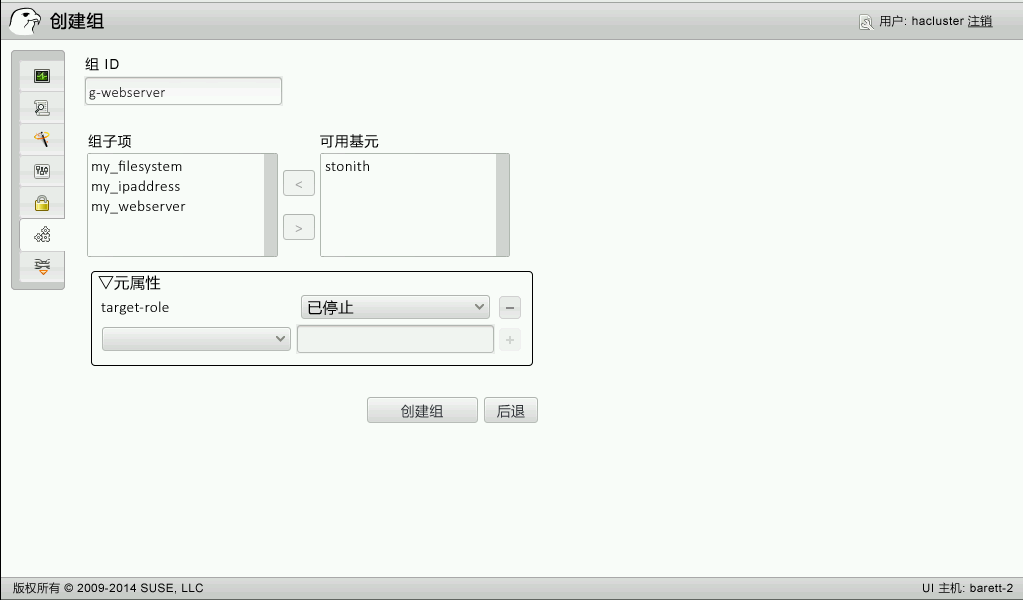 创建组
用户: hacluster 注销
组 ID
g-webserver
组子项
可用基元
my_filesystem
my_ipaddress
my_webserver
<
>
stonith
▽元属性
target-role
已停止
−
+
创建组
后退
版权所有 © 2009-2014 SUSE, LLC
UI 主机: barett-2